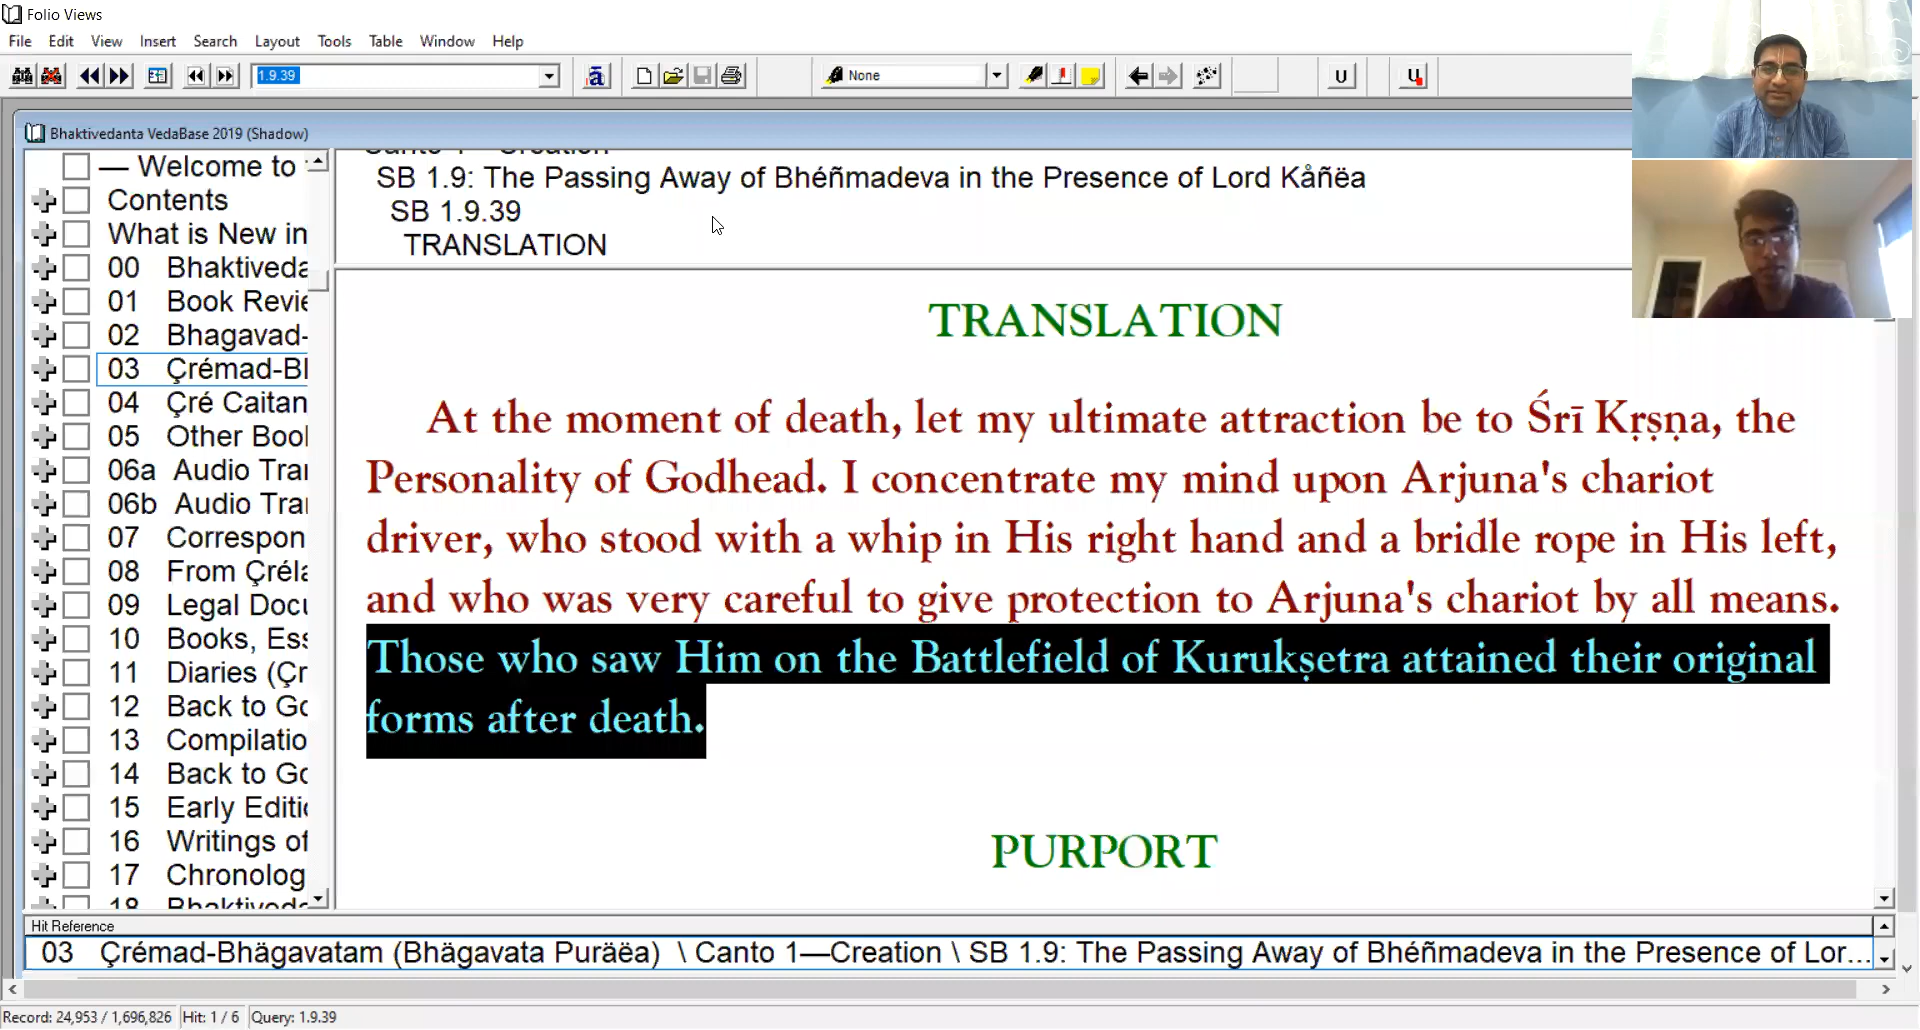 Folio Views
File Edit View Insert Search Layout Tools Table Window Help
1.9.39
None
U
Bhaktivedanta VedaBase 2019 (Shadow)
— Welcome to
Contents
What is New in
00 Bhaktiveda
01 Book Revie
02 Bhagavad-
03 Çrémad-Bl
04 Çré Caitan
05 Other Bool
06a Audio Trar
06b Audio Trar
07 Correspon
08 From Çréla
09 Legal Docu
10 Books, Ess
11 Diaries (Çr
12 Back to Go
13 Compilatio
14 Back to Go
15 Early Editio
16 Writings of
17 Chronolog
18 Bhaktiveda
SB 1.9: The Passing Away of Bhéñmadeva in the Presence of Lord Kåñëa
SB 1.9.39
TRANSLATION
TRANSLATION
At the moment of death, let my ultimate attraction be to Śrī Kṛṣṇa, the
Personality of Godhead. I concentrate my mind upon Arjuna's chariot
driver, who stood with a whip in His right hand and a bridle rope in His left,
and who was very careful to give protection to Arjuna's chariot by all means.
Those who saw Him on the Battlefield of Kurukṣetra attained their original
forms after death.
PURPORT
Hit Reference
03 Çrémad-Bhägavatam (Bhägavata Puräëa) \ Canto 1—Creation \ SB 1.9: The Passing Away of Bhéñmadeva in the Presence of Lor...
Record: 24,953 / 1,696,826 Hit: 1 / 6 Query: 1.9.39